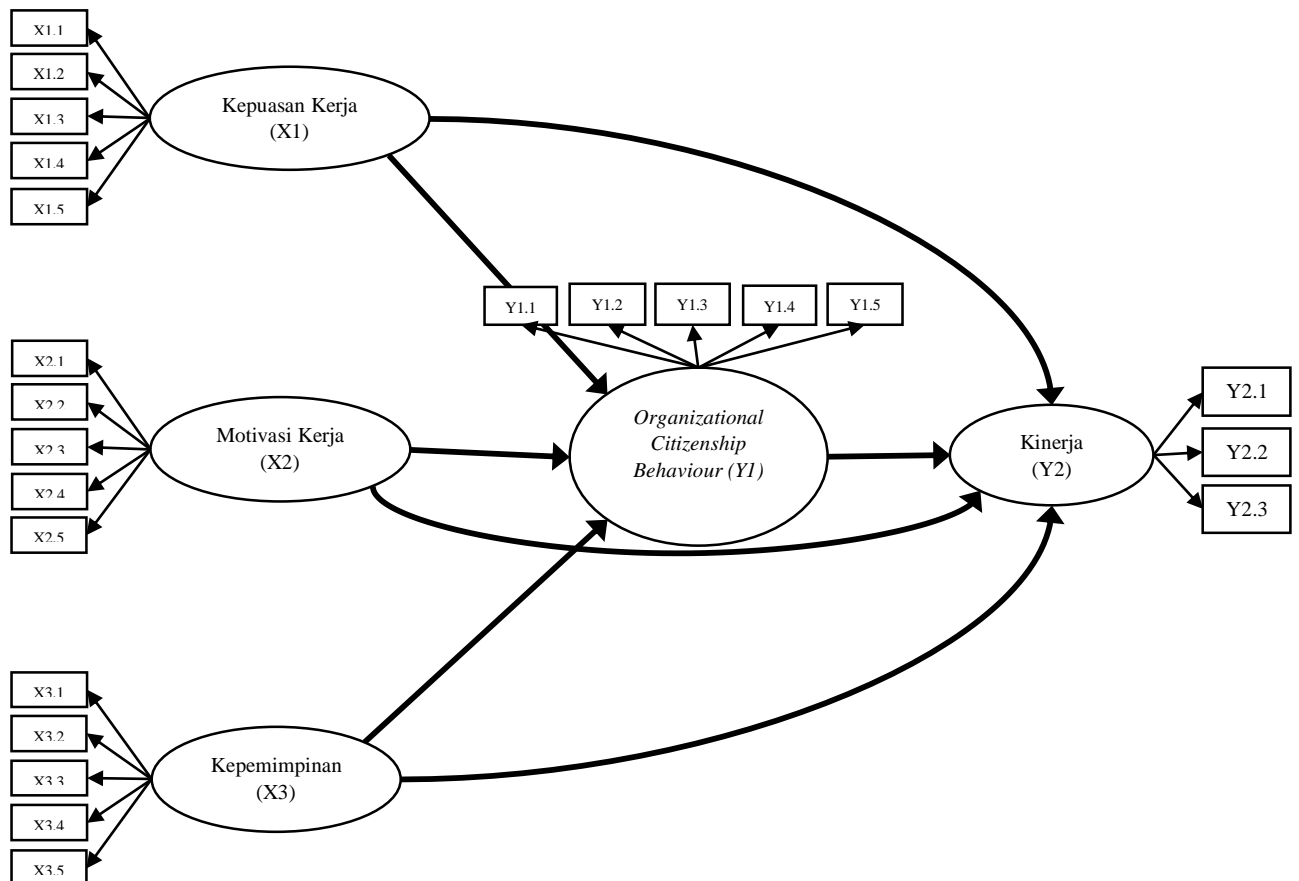 X1.1
X1.2
X1.3
X1.4
X1.5
Kepuasan Kerja
(X1)
Y1.1
Y1.2
Y1.3
Y1.4
Y1.5
X2.1
X2.2
X2.3
X2.4
X2.5
Motivasi Kerja
(X2)
Organizational
Citizenship
Behaviour (Y1)
Kinerja
(Y2)
Y2.1
Y2.2
Y2.3
X3.1
X3.2
X3.3
X3.4
X3.5
Kepemimpinan
(X3)